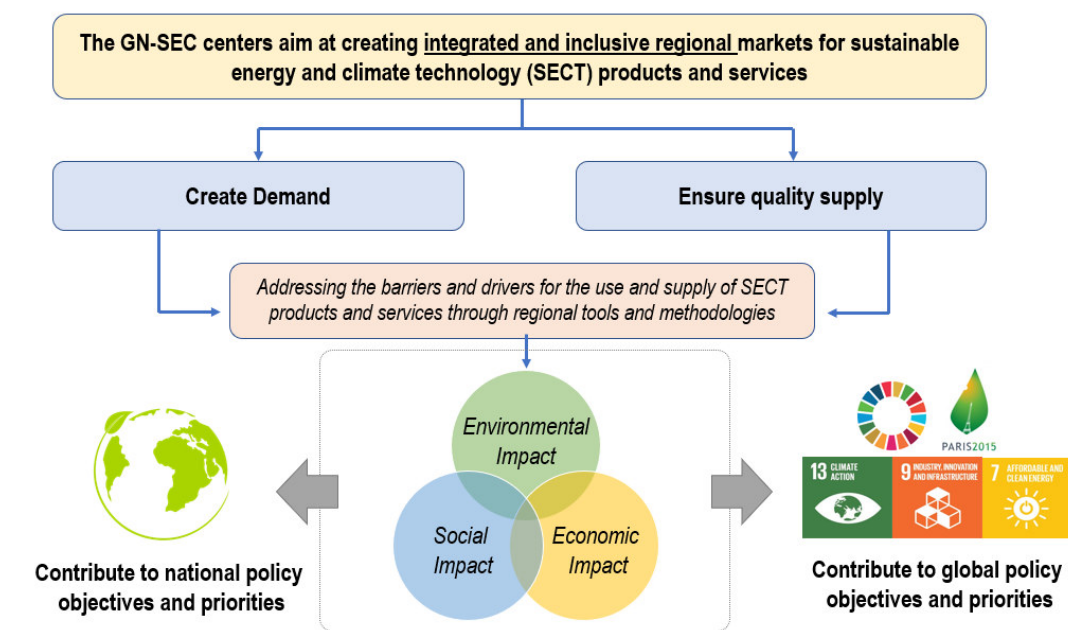 The GN-SEC centers aim at creating integrated and inclusive regional markets for sustainable
energy and climate technology (SECT) products and services
Create Demand
Ensure quality supply
Addressing the barriers and drivers for the use and supply of SECT
products and services through regional tools and methodologies
Environmental
Impact
Social
Impact
Economic
Impact
Contribute to national policy
objectives and priorities
PARIS2015
13 CLIMATE
ACTION
9 INDUSTRY, INNOVATION
AND INFRASTRUCTURE
7 AFFORDABLE AND
CLEAN ENERGY
Contribute to global policy
objectives and priorities